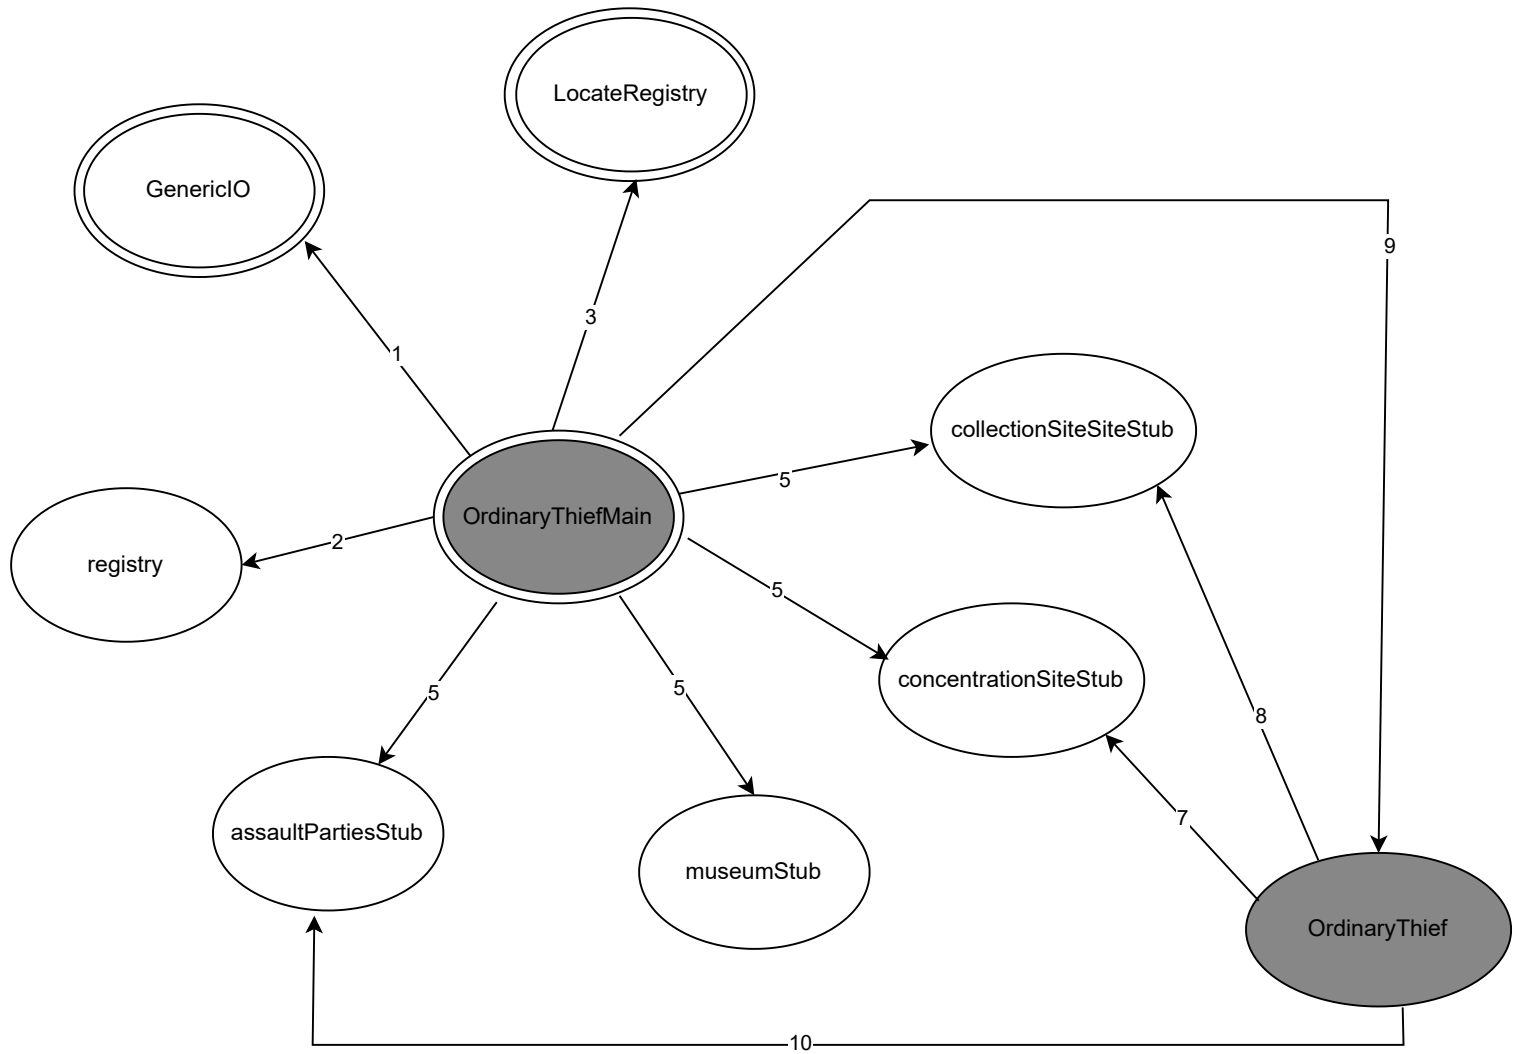 LocateRegistry
GenericIO
9
3
1
collectionSiteSiteStub
5
OrdinaryThiefMain
2
registry
5
concentrationSiteStub
5
5
8
7
assaultPartiesStub
museumStub
OrdinaryThief
10